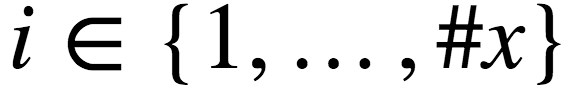 i ∈ {1, … , #x}